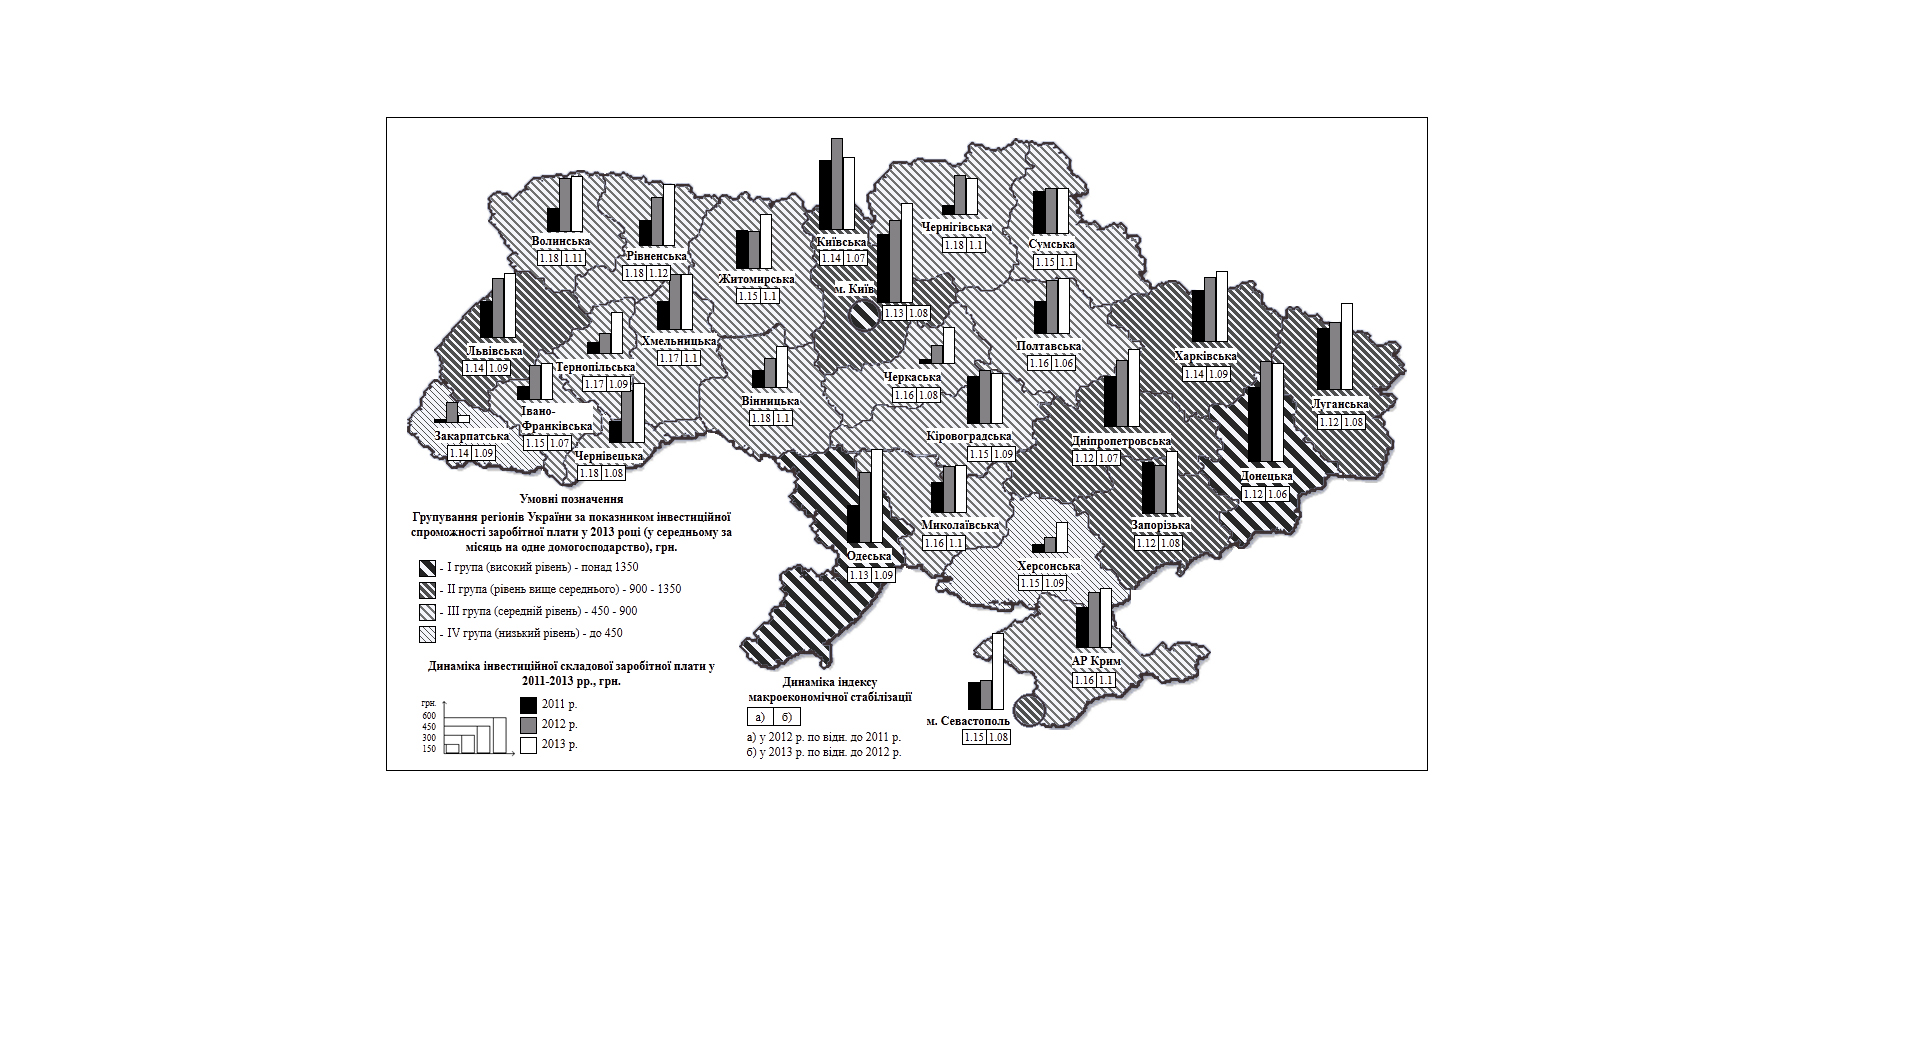 Волинська
1.18 1.11
Рівненська
1.18 1.12
Житомирська
1.15 1.1
Київська
1.14 1.07
м. Київ
1.13 1.08
Чернігівська
1.18 1.1
Сумська
1.15 1.1
Львівська
1.14 1.09
Тернопільська
1.17 1.09
Хмельницька
1.17 1.1
Вінницька
1.18 1.1
Черкаська
1.16 1.08
Полтавська
1.16 1.06
Харківська
1.14 1.09
Луганська
1.12 1.08
Закарпатська
1.14 1.09
Івано-
Франківська
1.15 1.07
Чернівецька
1.18 1.08
Кіровоградська
1.15 1.09
Дніпропетровська
1.12 1.07
Донецька
1.12 1.06
Одеська
1.13 1.09
Миколаївська
1.16 1.1
Запорізька
1.12 1.08
Херсонська
1.15 1.09
АР Крим
1.16 1.1
м. Севастополь
1.15 1.08
Умовні позначення
Групування регіонів України за показником інвестиційної
спроможності заробітної плати у 2013 році (у середньому за
місяць на одне домогосподарство), грн.
- І група (високий рівень) - понад 1350
- ІІ група (рівень вище середнього) - 900 - 1350
- ІІІ група (середній рівень) - 450 - 900
- IV група (низький рівень) - до 450
Динаміка інвестиційної складової заробітної плати у
2011-2013 рр., грн.
грн.
600
450
300
150
2011 р.
2012 р.
2013 р.
Динаміка індексу
макроекономічної стабілізації
а) б)
а) у 2012 р. по відн. до 2011 р.
б) у 2013 р. по відн. до 2012 р.